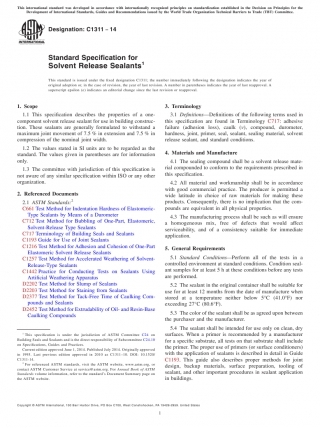 This international standard was developed in accordance with internationally recognized principles on standardization established in the Decision on Principles for the
Development of International Standards, Guides and Recommendations issued by the World Trade Organization Technical Barriers to Trade (TBT) Committee.
Designation: C1311 − 14
Standard Specification for
Solvent Release Sealants1
This standard is issued under the fixed designation C1311; the number immediately following the designation indicates the year of
original adoption or, in the case of revision, the year of last revision. A number in parentheses indicates the year of last reapproval. A
superscript epsilon (ε) indicates an editorial change since the last revision or reapproval.
1. Scope
1.1 This specification describes the properties of a one-
component solvent release sealant for use in building construc-
tion. These sealants are generally formulated to withstand a
maximum joint movement of 7.5 % in extension and 7.5 % in
compression of the nominal joint width.
1.2 The values stated in SI units are to be regarded as the
standard. The values given in parentheses are for information
only.
1.3 The committee with jurisdiction of this specification is
not aware of any similar specification within ISO or any other
organization.
2. Referenced Documents
2.1 ASTM Standards:2
C661 Test Method for Indentation Hardness of Elastomeric-
Type Sealants by Means of a Durometer
C712 Test Method for Bubbling of One-Part, Elastomeric,
Solvent-Release Type Sealants
C717 Terminology of Building Seals and Sealants
C1193 Guide for Use of Joint Sealants
C1216 Test Method for Adhesion and Cohesion of One-Part
Elastomeric Solvent Release Sealants
C1257 Test Method for Accelerated Weathering of Solvent-
Release-Type Sealants
C1442 Practice for Conducting Tests on Sealants Using
Artificial Weathering Apparatus
D2202 Test Method for Slump of Sealants
D2203 Test Method for Staining from Sealants
D2377 Test Method for Tack-Free Time of Caulking Com-
pounds and Sealants
D2452 Test Method for Extrudability of Oil- and Resin-Base
Caulking Compounds
1 This specification is under the jurisdiction of ASTM Committee C24 on
Building Seals and Sealants and is the direct responsibility of Subcommittee C24.10
on Specifications, Guides and Practices.
Current edition approved June 1, 2014. Published July 2014. Originally approved
in 1995. Last previous edition approved in 2010 as C1311–14. DOI: 10.1520/
C1311-14.
2 For referenced ASTM standards, visit the ASTM website, www.astm.org, or
contact ASTM Customer Service at service@astm.org. For Annual Book of ASTM
Standards volume information, refer to the standard's Document Summary page on
the ASTM website.
3. Terminology
3.1 Definitions—Definitions of the following terms used in
this specification are found in Terminology C717: adhesive
failure (adhesion loss), caulk (v), compound, durometer,
hardness, joint, primer, seal, sealant, sealing material, solvent
release sealant, and standard conditions.
4. Materials and Manufacture
4.1 The sealing compound shall be a solvent release mate-
rial compounded to conform to the requirements prescribed in
this specification.
4.2 All material and workmanship shall be in accordance
with good commercial practice. The producer is permitted a
wide latitude in choice of raw materials for making these
products. Consequently, there is no implication that the com-
pounds are equivalent in all physical properties.
4.3 The manufacturing process shall be such as will ensure
a homogeneous mix, free of defects that would affect
serviceability, and of a consistency suitable for immediate
application.
5. General Requirements
5.1 Standard Conditions—Perform all of the tests in a
controlled environment at standard conditions. Condition seal-
ant samples for at least 5 h at these conditions before any tests
are performed.
5.2 The sealant in the original container shall be suitable for
use for at least 12 months from the date of manufacture when
stored at a temperature neither below 5°C (41.0°F) nor
exceeding 27°C (80.6°F).
5.3 The color of the sealant shall be as agreed upon between
the purchaser and the manufacturer.
5.4 The sealant shall be intended for use only on clean, dry
surfaces. When a primer is recommended by a manufacturer
for a specific substrate, all tests on that substrate shall include
the primer. The proper use of primers (or surface conditioners)
with the application of sealants is described in detail in Guide
C1193. This guide also describes proper methods for joint
design, backup materials, surface preparation, tooling of
sealant, and other important procedures in sealant application
in buildings.
Copyright © ASTM International, 100 Barr Harbor Drive, PO Box C700, West Conshohocken, PA 19428-2959. United States
1